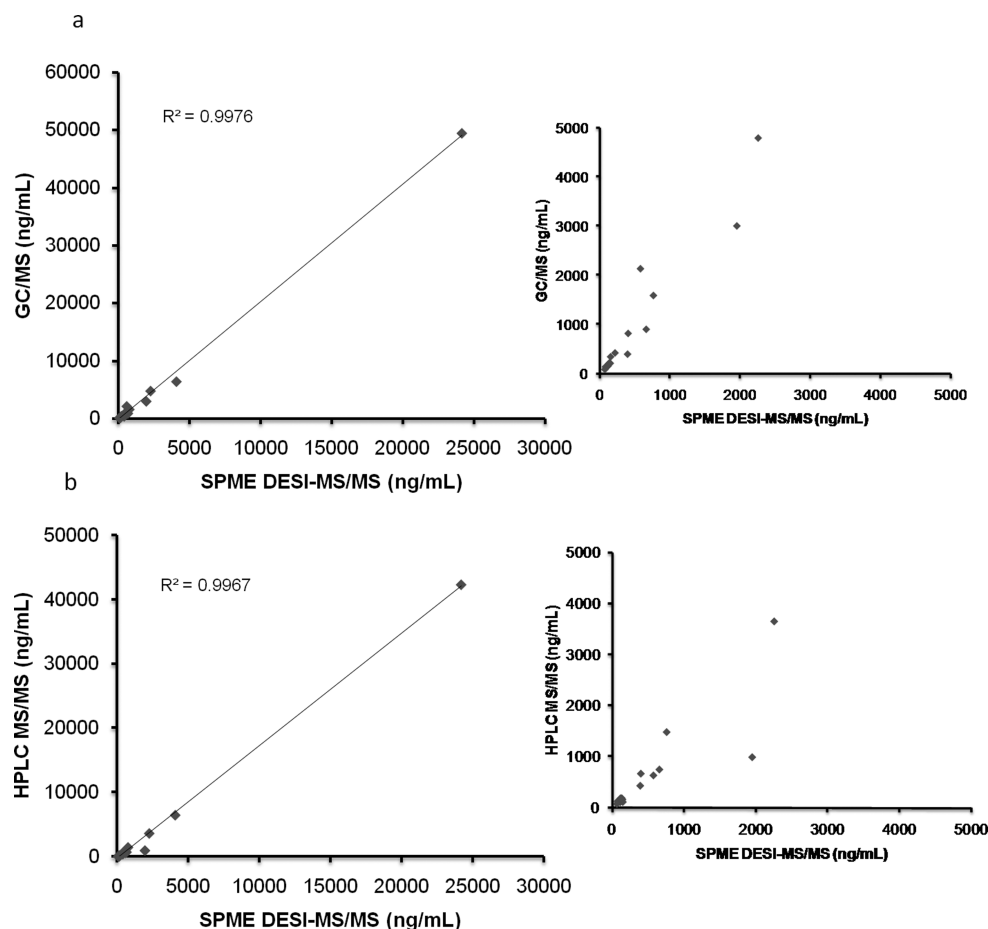 a
60000
50000
40000
30000
20000
10000
0
GC/MS (ng/mL)
R² = 0.9976
0 5000 10000 15000 20000 25000 30000
SPME DESI-MS/MS (ng/mL)
5000
4000
3000
2000
1000
0
GC/MS (ng/mL)
0 1000 2000 3000 4000 5000
SPME DESI-MS/MS (ng/mL)
b
50000
40000
30000
20000
10000
0
HPLC MS/MS (ng/mL)
R² = 0.9967
0 5000 10000 15000 20000 25000 30000
SPME DESI-MS/MS (ng/mL)
5000
4000
3000
2000
1000
0
HPLC MS/MS (ng/mL)
0 1000 2000 3000 4000 5000
SPME DESI-MS/MS (ng/mL)